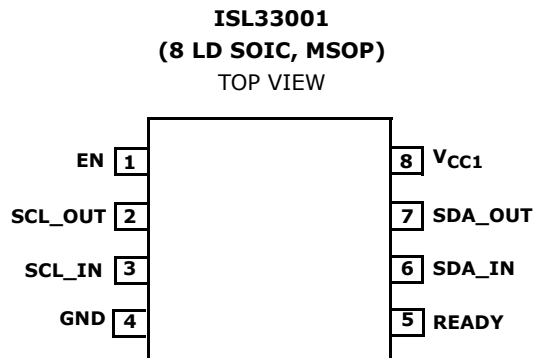 ISL33001
(8 LD SOIC, MSOP)
TOP VIEW
EN 1
8 VCC1
SCL_OUT 2
7 SDA_OUT
SCL_IN 3
6 SDA_IN
GND 4
5 READY